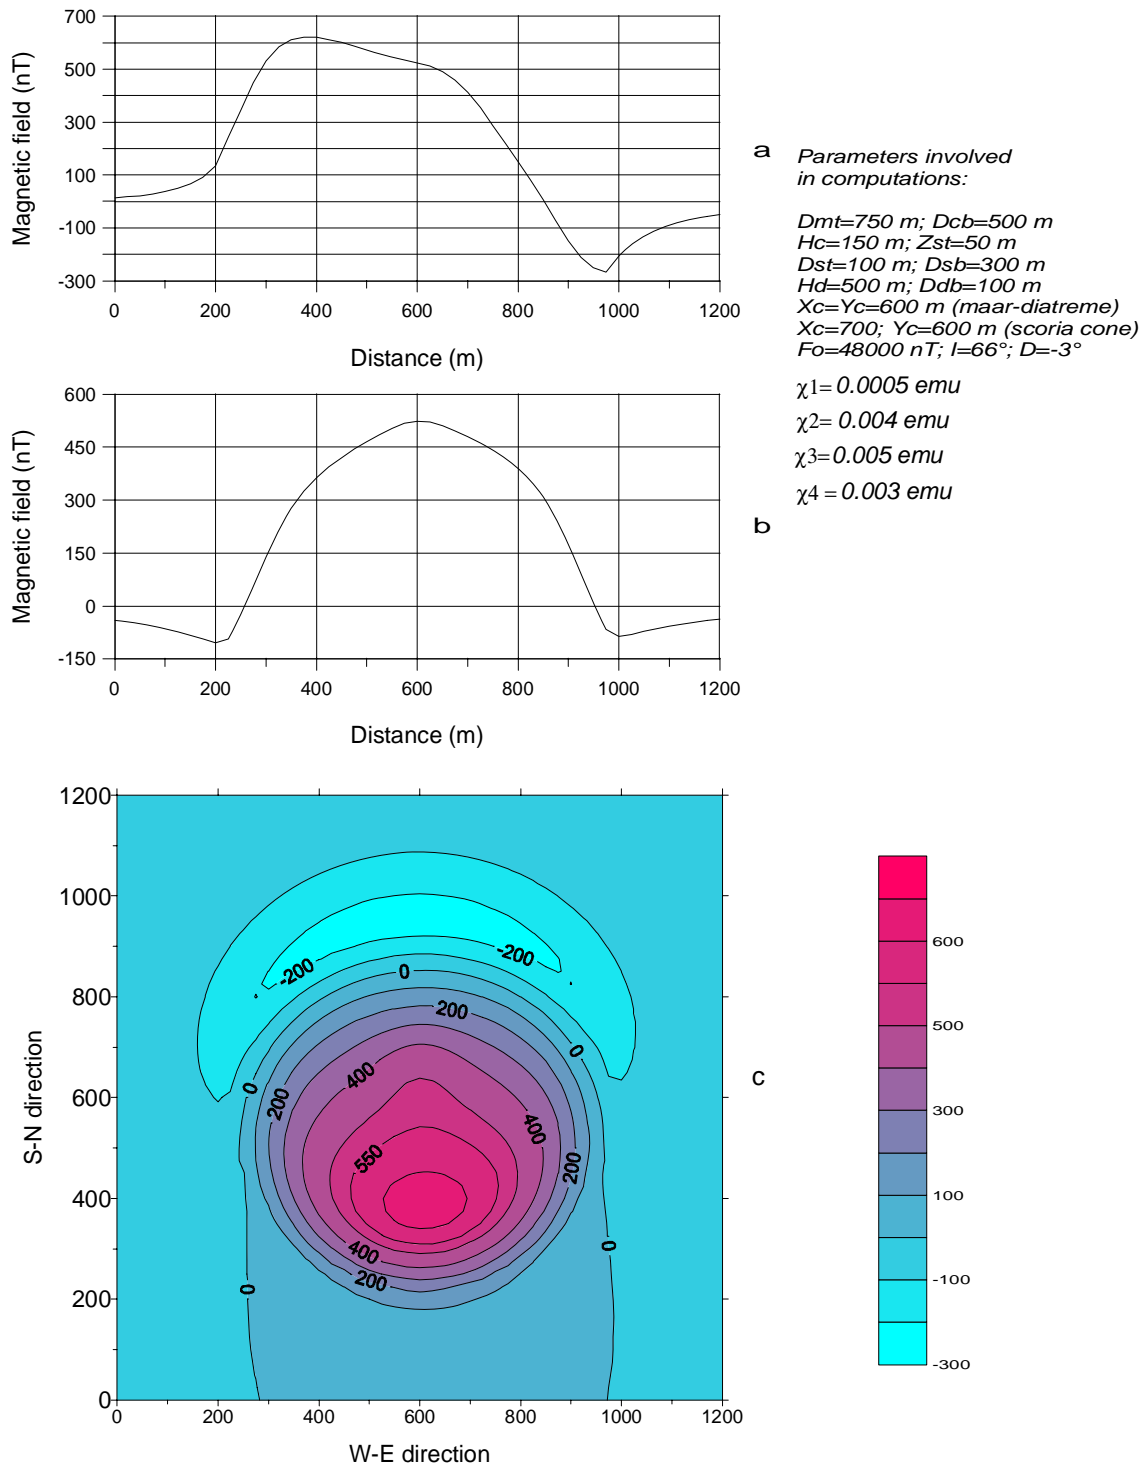 700
500
300
100
-100
-300
Magnetic field (nT)
0 200 400 600 800 1000 1200
Distance (m)
a
Parameters involved
in computations:
Dmt=750 m; Dcb=500 m
Hc=150 m; Zst=50 m
Dst=100 m; Dsb=300 m
Hd=500 m; Ddb=100 m
Xc=Yc=600 m (maar-diatreme)
Xc=700; Yc=600 m (scoria cone)
Fo=48000 nT; I=66°; D=-3°
χ1=0.0005 emu
χ2=0.004 emu
χ3=0.005 emu
χ4=0.003 emu
600
450
300
150
0
-150
Magnetic field (nT)
0 200 400 600 800 1000 1200
Distance (m)
b
1200
1000
800
600
400
200
0
S-N direction
-200
-200
0
200
0
0
400
200
400
550
200
0
400
200
0
0 200 400 600 800 1000 1200
W-E direction
c
600
500
300
100
-100
-300